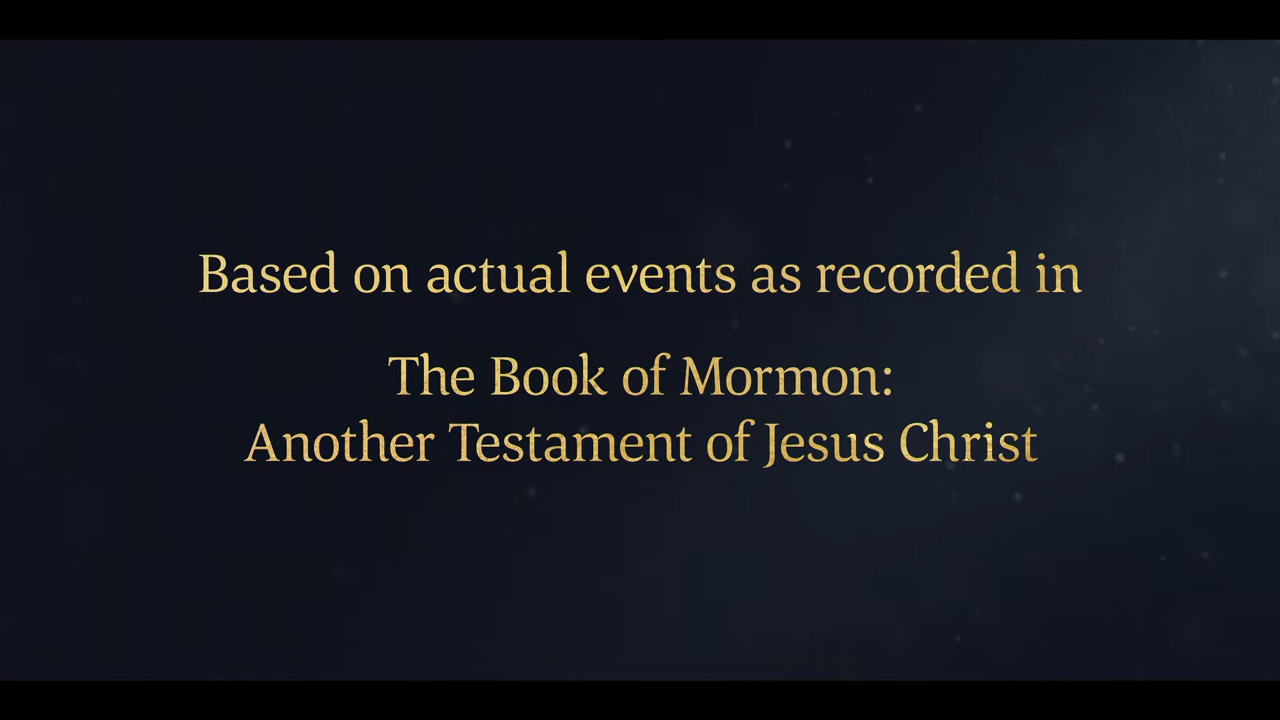 Based on actual events as recorded in
The Book of Mormon:
Another Testament of Jesus Christ